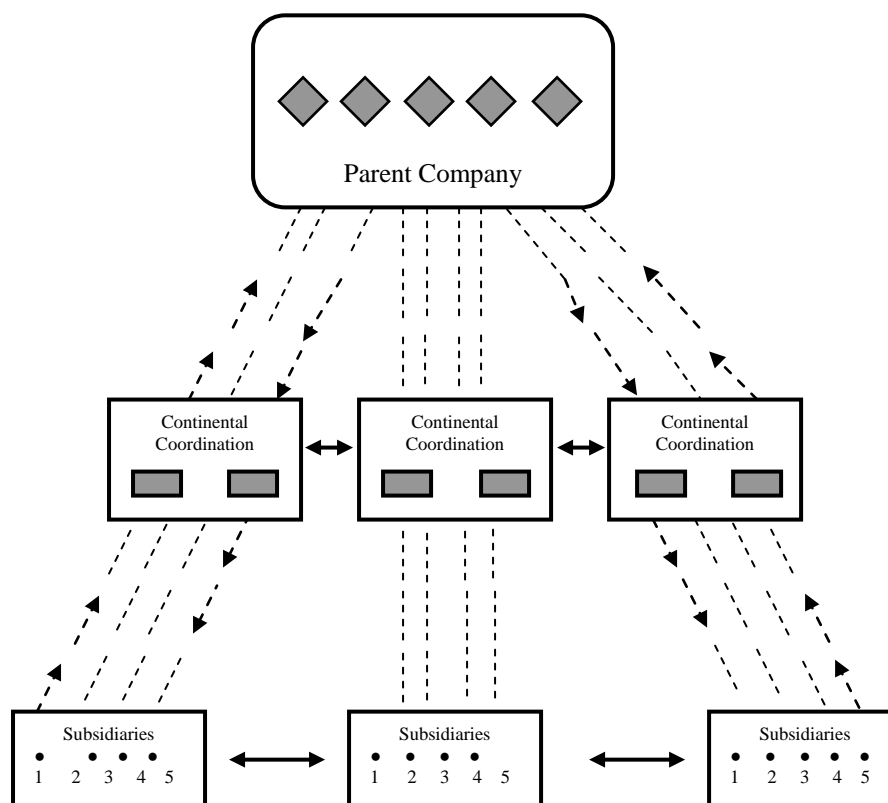 Parent Company
Continental
Coordination
Continental
Coordination
Continental
Coordination
Subsidiaries
1 2 3 4 5
Subsidiaries
1 2 3 4 5
Subsidiaries
1 2 3 4 5